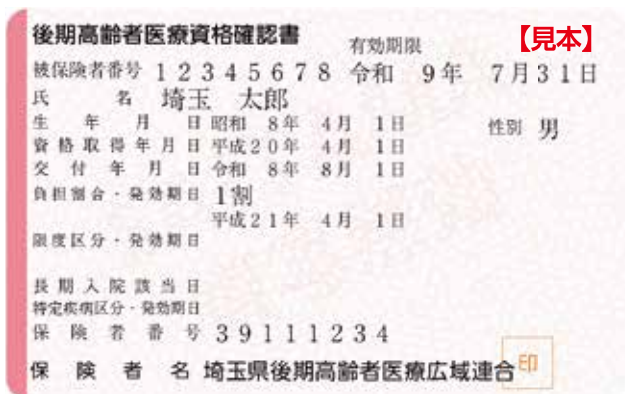 後期高齢者医療資格確認書
【見本】
有効期限
被保険者番号 12345678 令和 9年 7月31日
氏名 埼玉 太郎
生年月日 昭和 8年 4月 1日 性別 男
資格取得年月日 平成20年 4月 1日
交付年月日 令和 8年 8月 1日
負担割合・発効期日 1割
平成21年 4月 1日
限度区分・発効期日
長期入院該当日
特定疾病区分・発効期日
保険者番号 39111234
保険者名 埼玉県後期高齢者医療広域連合 印